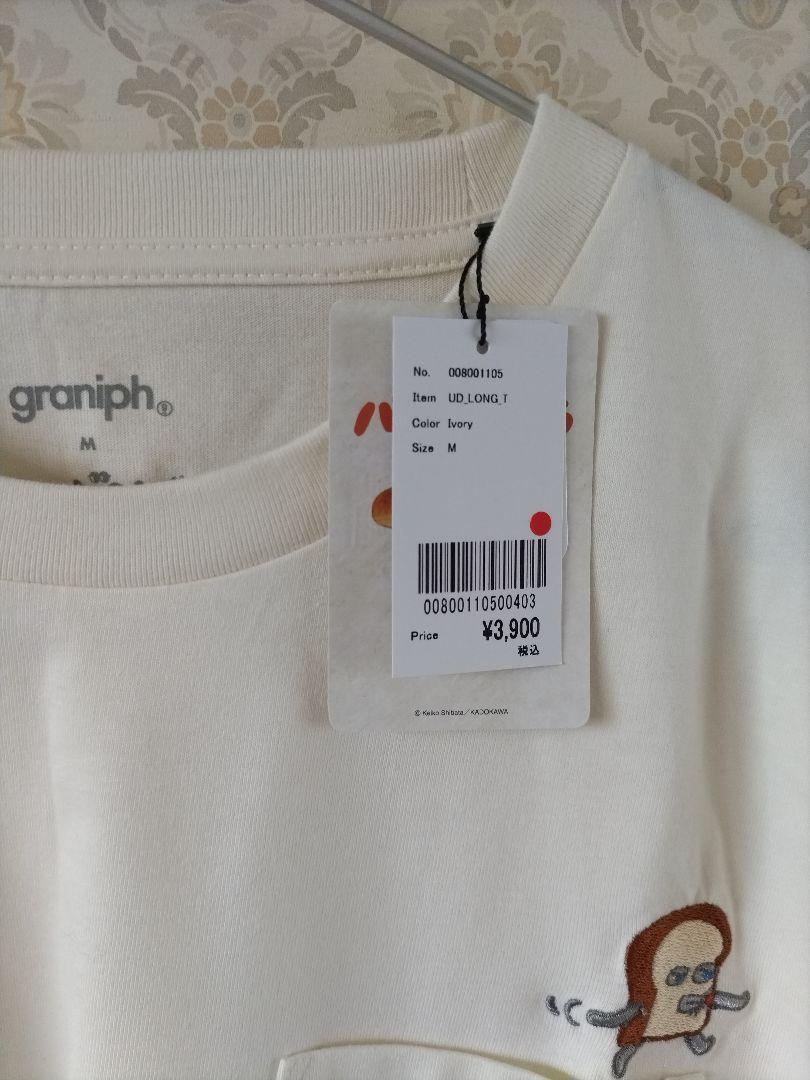 graniph
M
No. 008001105
Item UD_LONG_T
Color Ivory
Size M
00800110500403
Price ¥3,900
税込
© Keiko Shibata／KADOKAWA